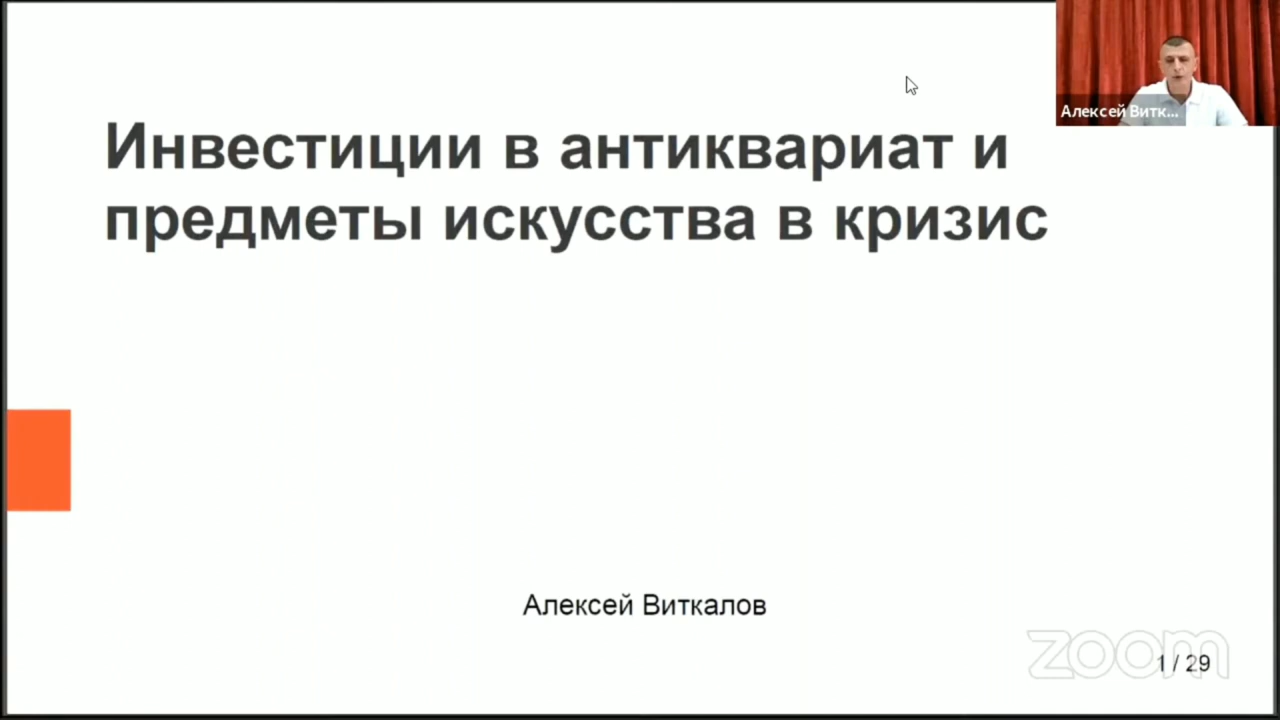 Алексей Витк...
Инвестиции в антиквариат и
предметы искусства в кризис
Алексей Виткалов
zoom
1 / 29